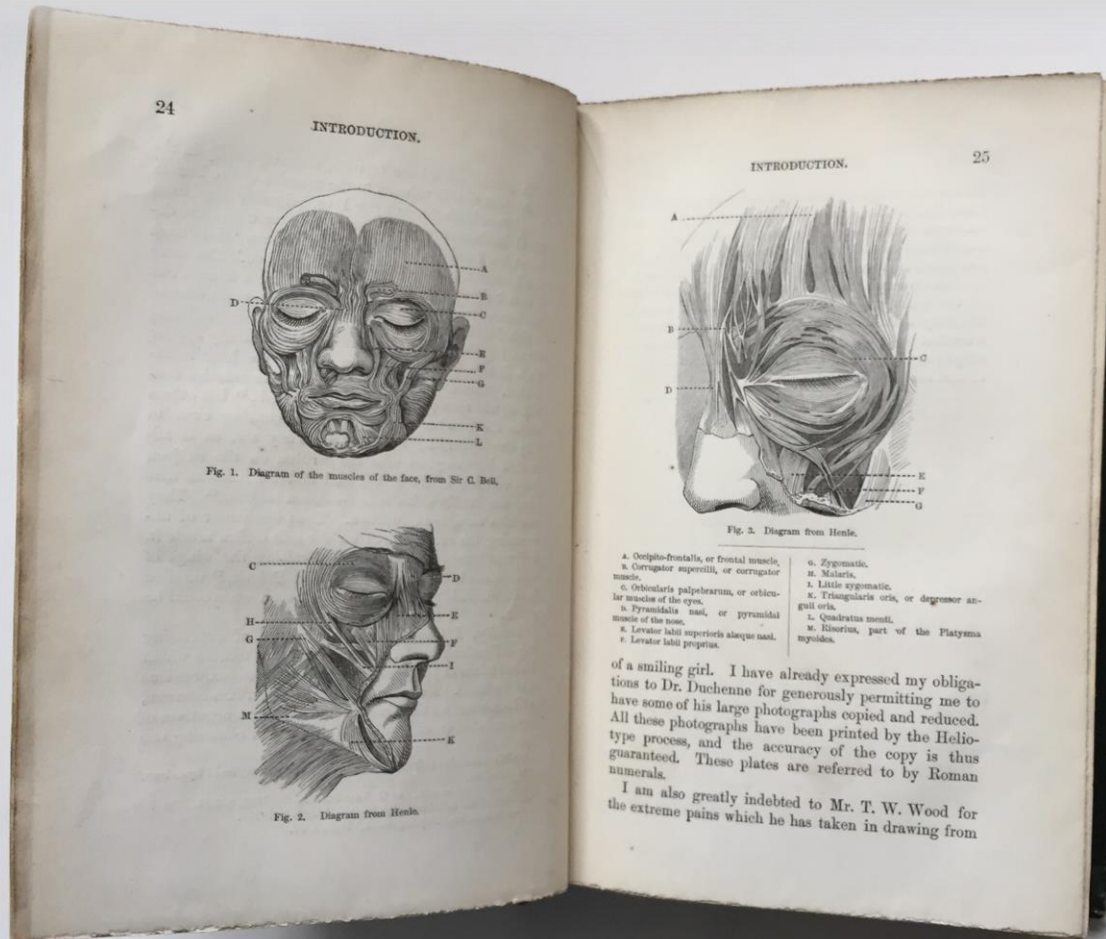 24
INTRODUCTION.
A
B
D
C
E
F
G
K
L
Fig. 1. Diagram of the muscles of the face, from Sir C. Bell.
C
D
E
H
G
F
I
M
K
Fig. 2. Diagram from Henle.
INTRODUCTION.
25
A
B
C
D
E
F
G
Fig. 3. Diagram from Henle.
A. Occipito-frontalis, or frontal muscle.
B. Corrugator supercilii, or corrugator
muscle.
C. Orbicularis palpebrarum, or orbicu-
lar muscles of the eyes.
D. Pyramidalis nasi, or pyramidal
muscle of the nose.
E. Levator labii superioris alæque nasi.
F. Levator labii proprius.
G. Zygomatic.
H. Malaris.
I. Little zygomatic.
K. Triangularis oris, or depressor an-
guli oris.
L. Quadratus menti.
M. Risorius, part of the Platysma
myoides.
of a smiling girl. I have already expressed my obliga-
tions to Dr. Duchenne for generously permitting me to
have some of his large photographs copied and reduced.
All these photographs have been printed by the Helio-
type process, and the accuracy of the copy is thus
guaranteed. These plates are referred to by Roman
numerals.
I am also greatly indebted to Mr. T. W. Wood for
the extreme pains which he has taken in drawing from